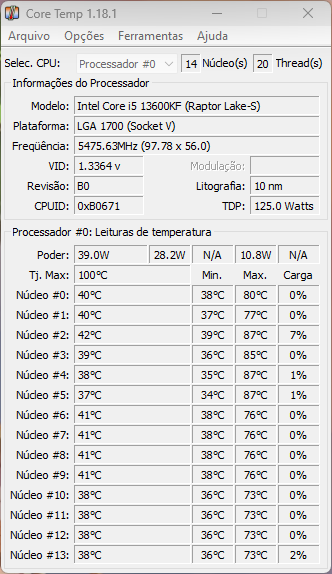 Core Temp 1.18.1
Arquivo Opções Ferramentas Ajuda
Selec. CPU: Processador #0 14 Núcleo(s) 20 Thread(s)
Informações do Processador
Modelo: Intel Core i5 13600KF (Raptor Lake-S)
Plataforma: LGA 1700 (Socket V)
Freqüência: 5475.63MHz (97.78 x 56.0)
VID: 1.3364 v Modulação:
Revisão: B0 Litografia: 10 nm
CPUID: 0xB0671 TDP: 125.0 Watts
Processador #0: Leituras de temperatura
Poder: 39.0W 28.2W N/A 10.8W N/A
Tj. Max: 100°C Min. Max. Carga
Núcleo #0: 40°C 38°C 80°C 0%
Núcleo #1: 40°C 37°C 77°C 0%
Núcleo #2: 42°C 39°C 87°C 7%
Núcleo #3: 39°C 36°C 85°C 0%
Núcleo #4: 38°C 35°C 87°C 1%
Núcleo #5: 37°C 34°C 87°C 1%
Núcleo #6: 41°C 38°C 76°C 0%
Núcleo #7: 41°C 38°C 76°C 0%
Núcleo #8: 41°C 38°C 76°C 0%
Núcleo #9: 41°C 38°C 76°C 0%
Núcleo #10: 38°C 36°C 73°C 0%
Núcleo #11: 38°C 36°C 73°C 0%
Núcleo #12: 38°C 36°C 73°C 0%
Núcleo #13: 38°C 36°C 73°C 2%